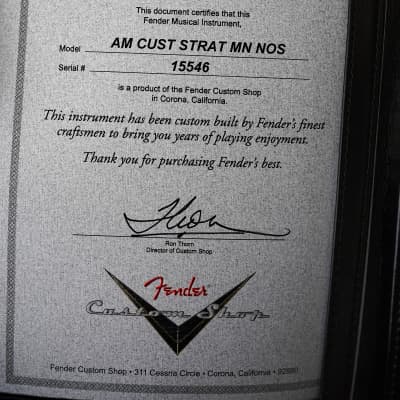 This document certifies that this
Fender Musical Instrument,
Model AM CUST STRAT MN NOS
Serial # 15546
is a product of the Fender Custom Shop
in Corona, California.
This instrument has been custom built by Fender's finest
craftsmen to bring you years of playing enjoyment.
Thank you for purchasing Fender's best.
Ron Thorn
Director of Custom Shop
Fender
Custom Shop
Fender Custom Shop • 311 Cessna Circle • Corona, California •